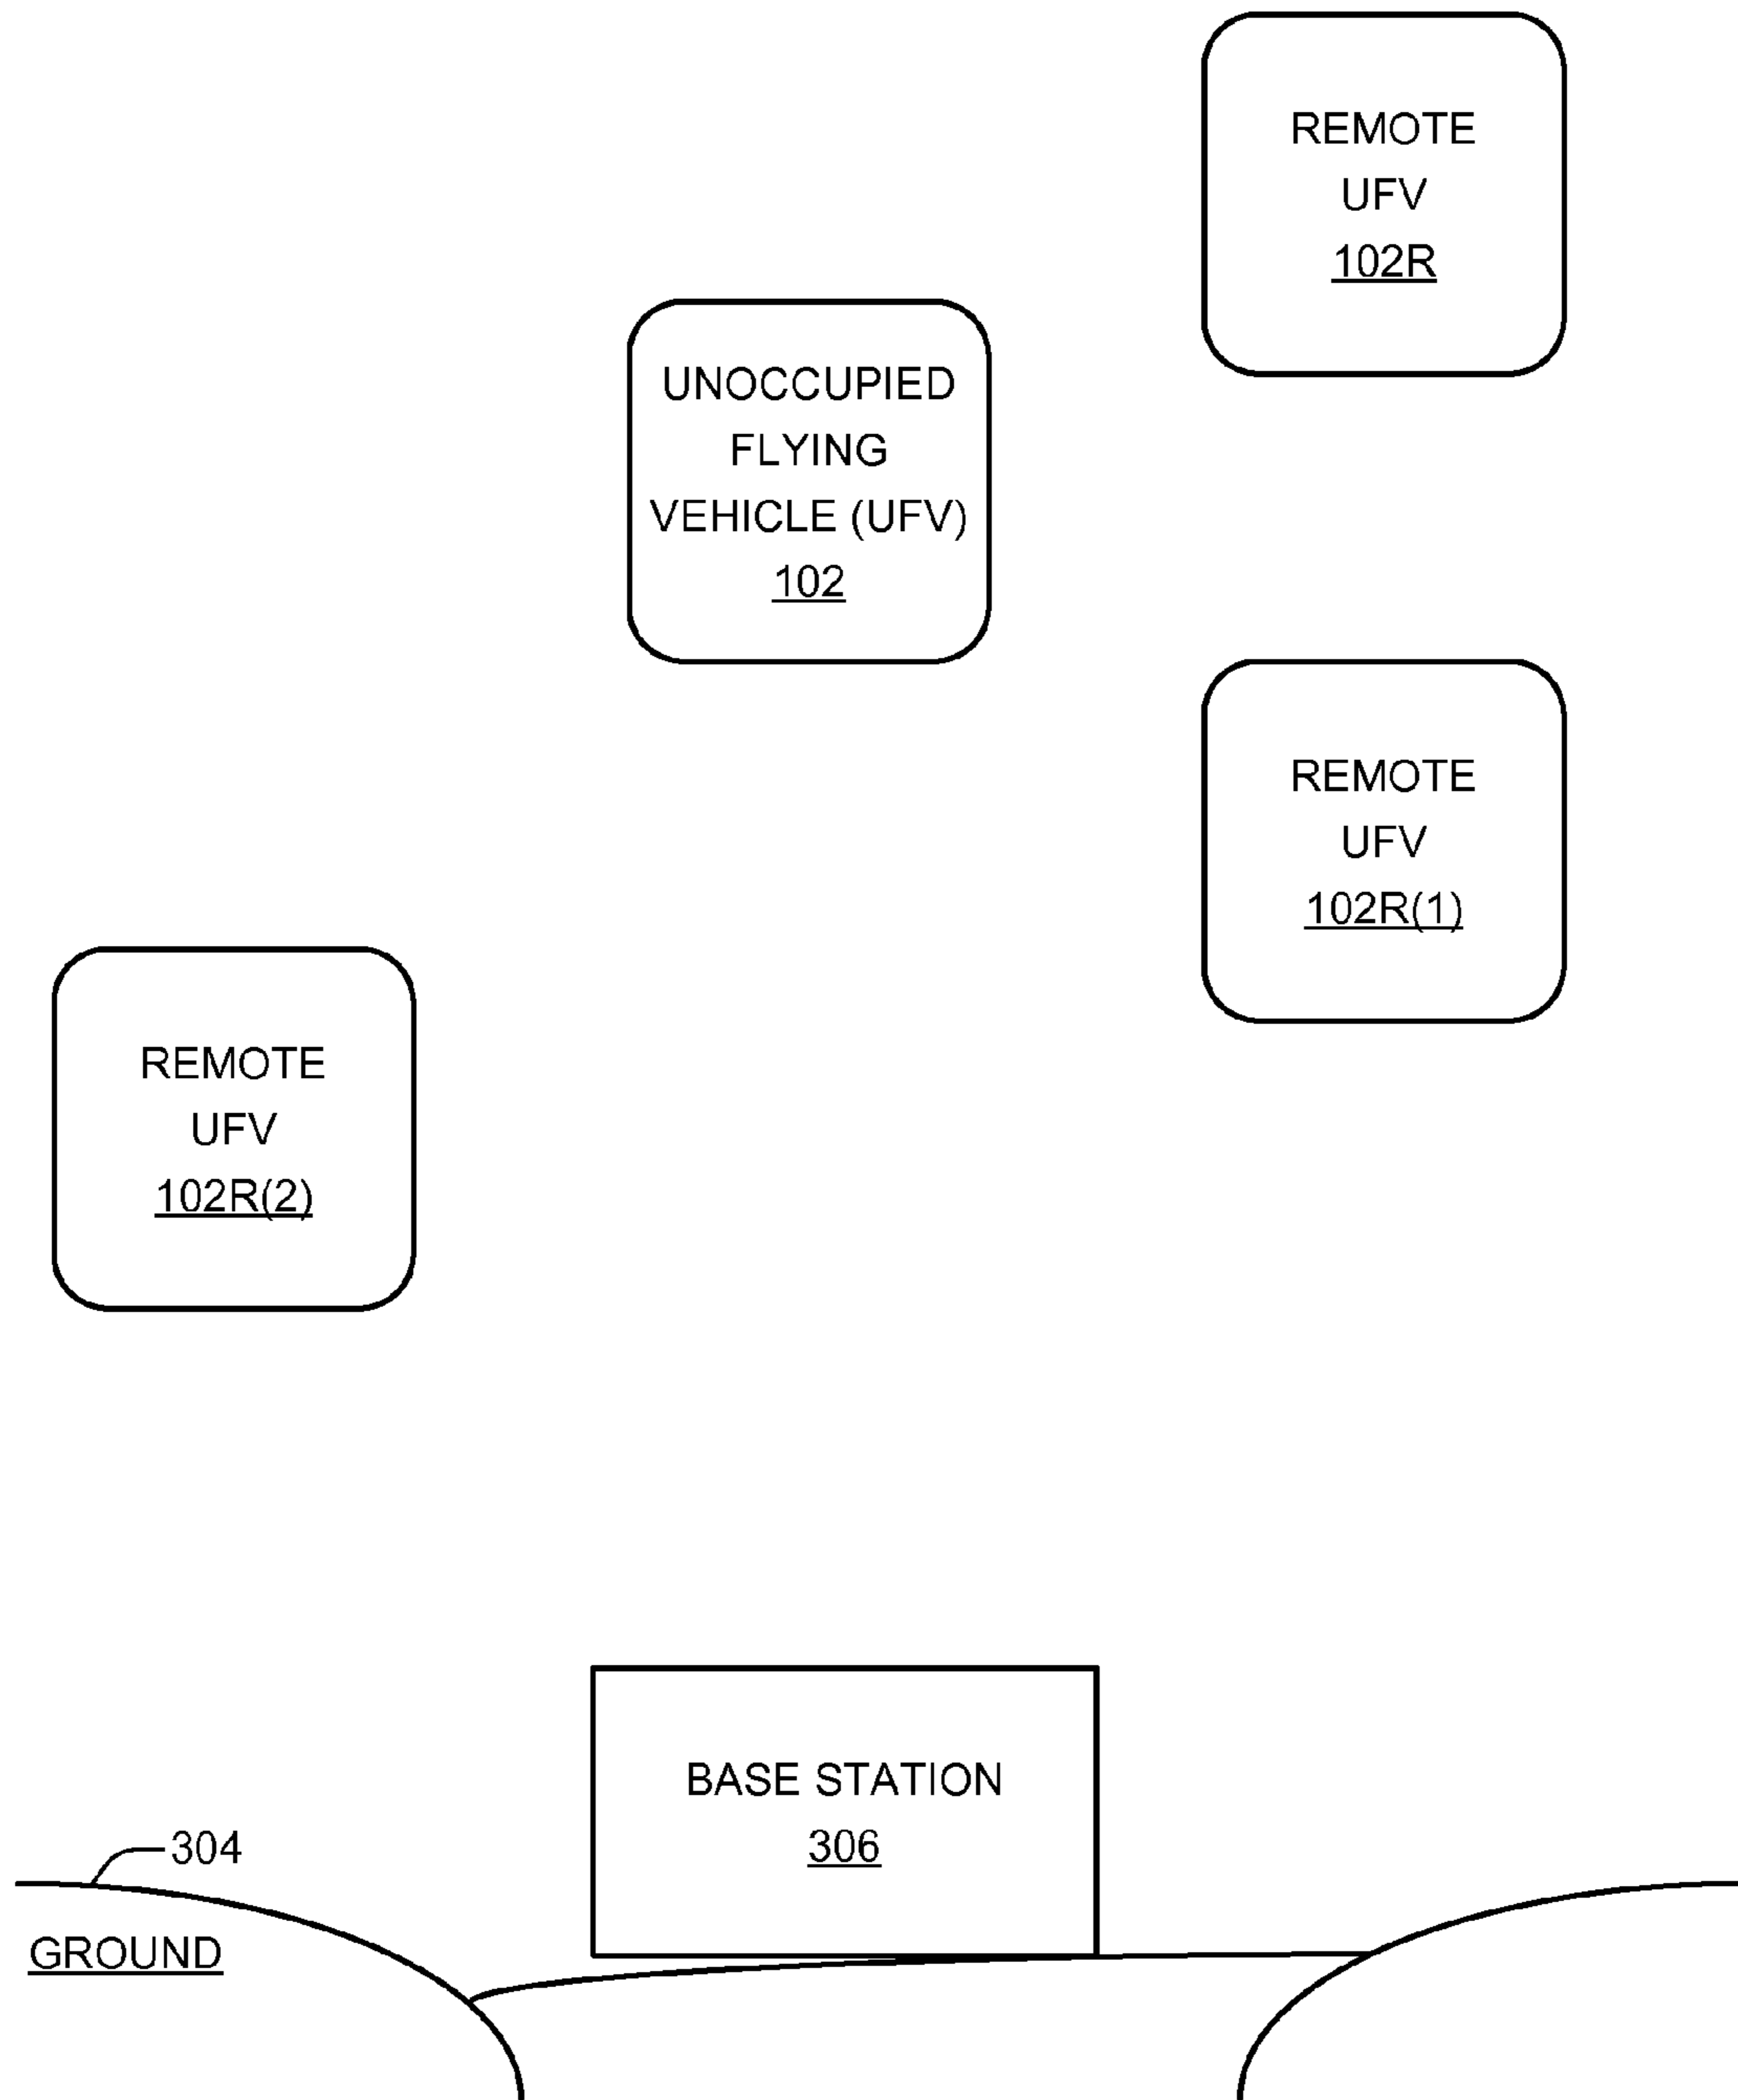 REMOTE
UFV
102R
UNOCCUPIED
FLYING
VEHICLE (UFV)
102
REMOTE
UFV
102R(1)
REMOTE
UFV
102R(2)
BASE STATION
306
304
GROUND